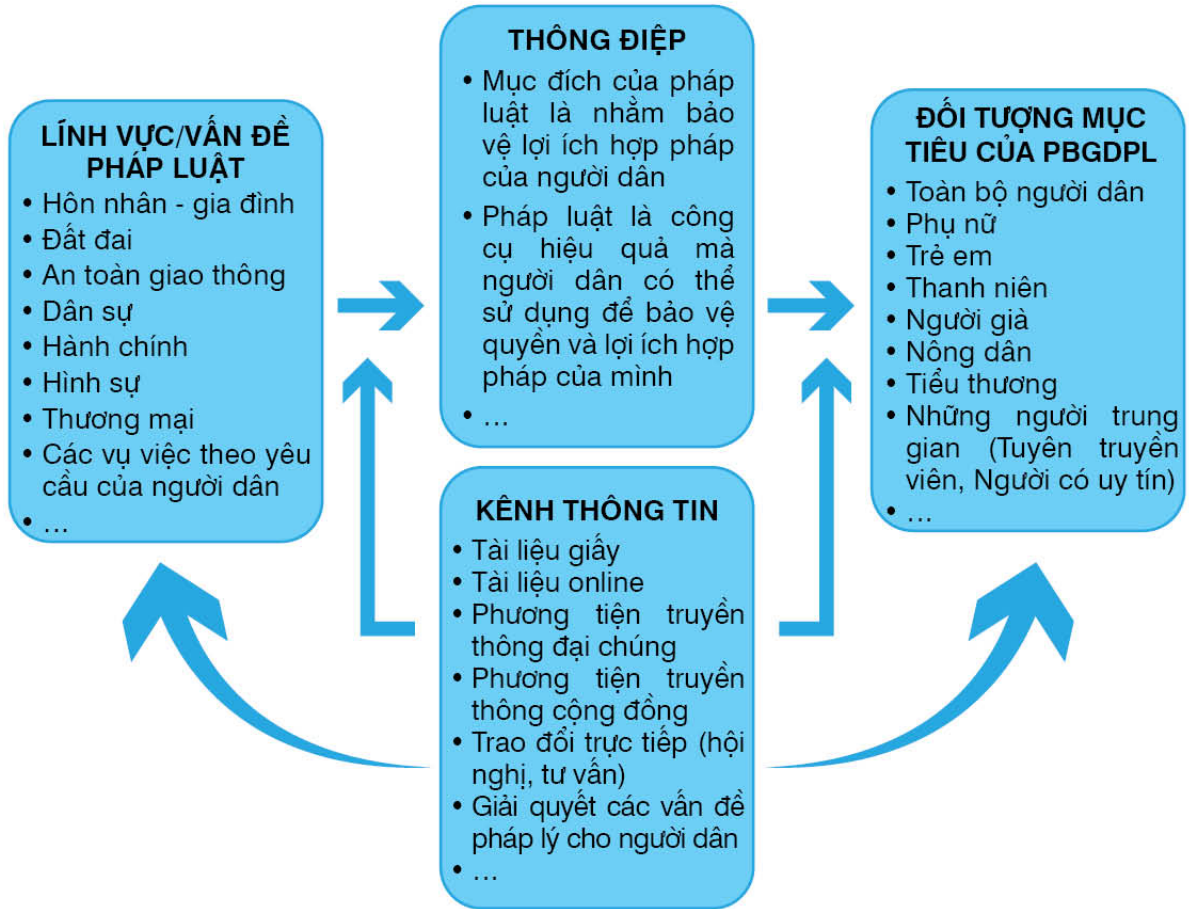 LÍNH VỰC/VẤN ĐỀ
PHÁP LUẬT
• Hôn nhân - gia đình
• Đất đai
• An toàn giao thông
• Dân sự
• Hành chính
• Hình sự
• Thương mại
• Các vụ việc theo yêu
cầu của người dân
• ...
THÔNG ĐIỆP
• Mục đích của pháp
luật là nhằm bảo
vệ lợi ích hợp pháp
của người dân
• Pháp luật là công
cụ hiệu quả mà
người dân có thể
sử dụng để bảo vệ
quyền và lợi ích hợp
pháp của mình
• ...
KÊNH THÔNG TIN
• Tài liệu giấy
• Tài liệu online
• Phương tiện truyền
thông đại chúng
• Phương tiện truyền
thông cộng đồng
• Trao đổi trực tiếp (hội
nghị, tư vấn)
• Giải quyết các vấn đề
pháp lý cho người dân
• ...
ĐỐI TƯỢNG MỤC
TIÊU CỦA PBGDPL
• Toàn bộ người dân
• Phụ nữ
• Trẻ em
• Thanh niên
• Người già
• Nông dân
• Tiểu thương
• Những người trung
gian (Tuyên truyền
viên, Người có uy tín)
• ...